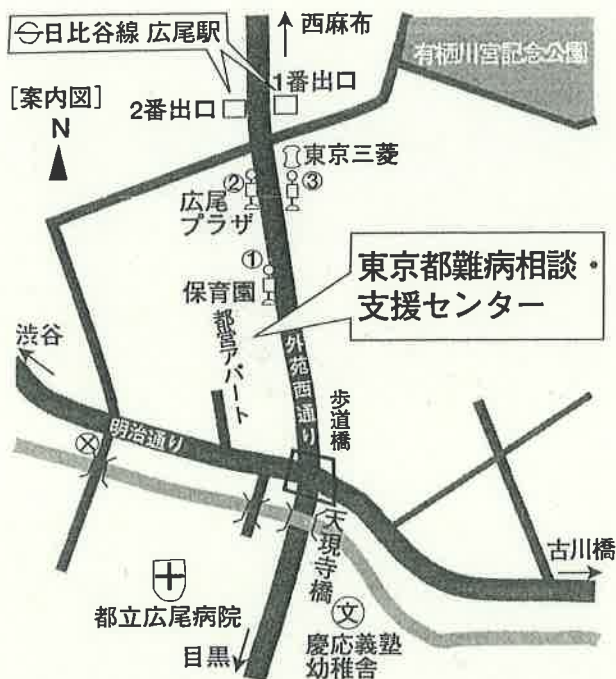 日比谷線 広尾駅
西麻布
有栖川宮記念公園
[案内図]
N
1番出口
2番出口
東京三菱
②
③
広尾
プラザ
①
保育園
東京都難病相談・
支援センター
都営アパート
渋谷
外苑西通り
歩道橋
明治通り
天現寺橋
古川橋
都立広尾病院
文
慶応義塾
幼稚舎
目黒